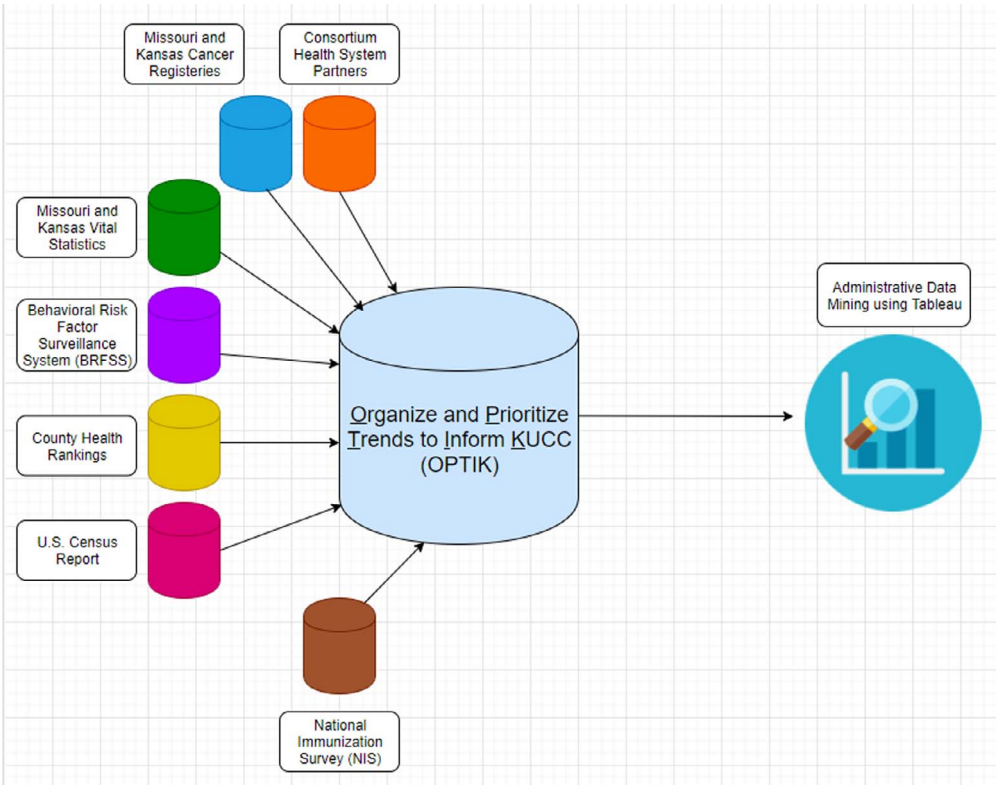 Missouri and
Kansas Cancer
Registeries
Consortium
Health System
Partners
Missouri and
Kansas Vital
Statistics
Behavioral Risk
Factor
Surveillance
System (BRFSS)
County Health
Rankings
U.S. Census
Report
Organize and Prioritize
Trends to Inform KUCC
(OPTIK)
Administrative Data
Mining using Tableau
National
Immunization
Survey (NIS)